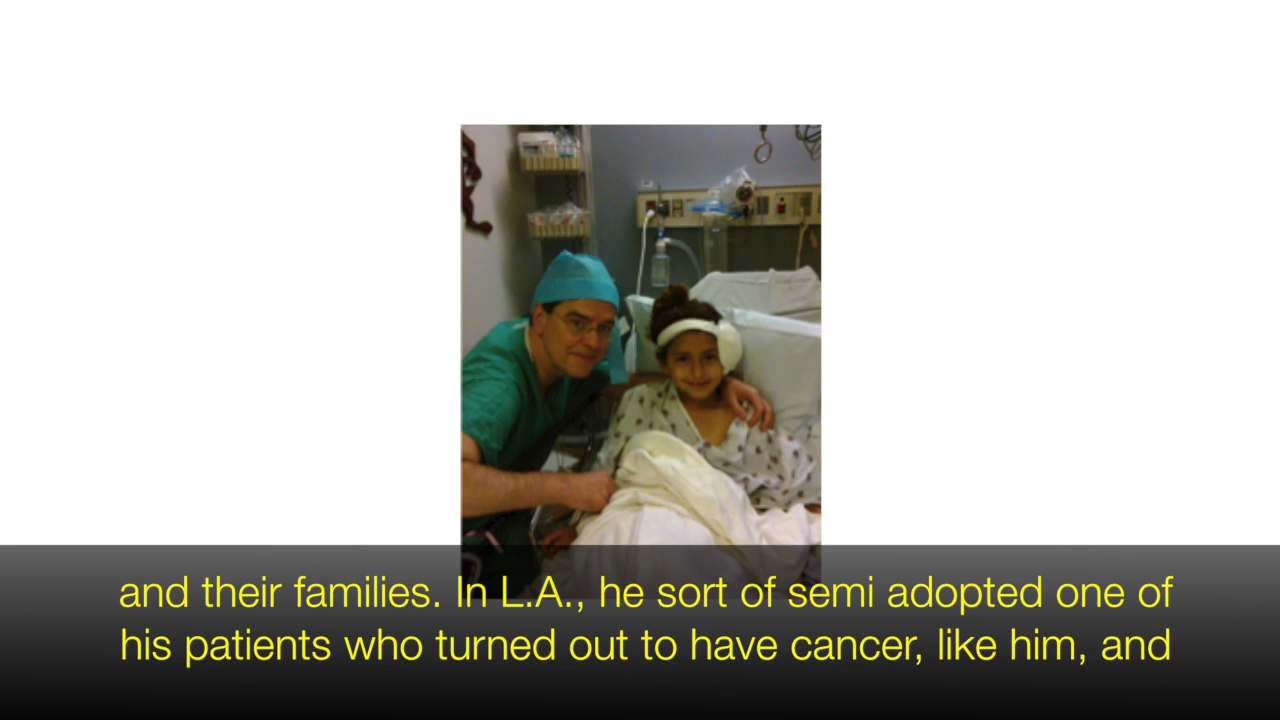 and their families. In L.A., he sort of semi adopted one of
his patients who turned out to have cancer, like him, and